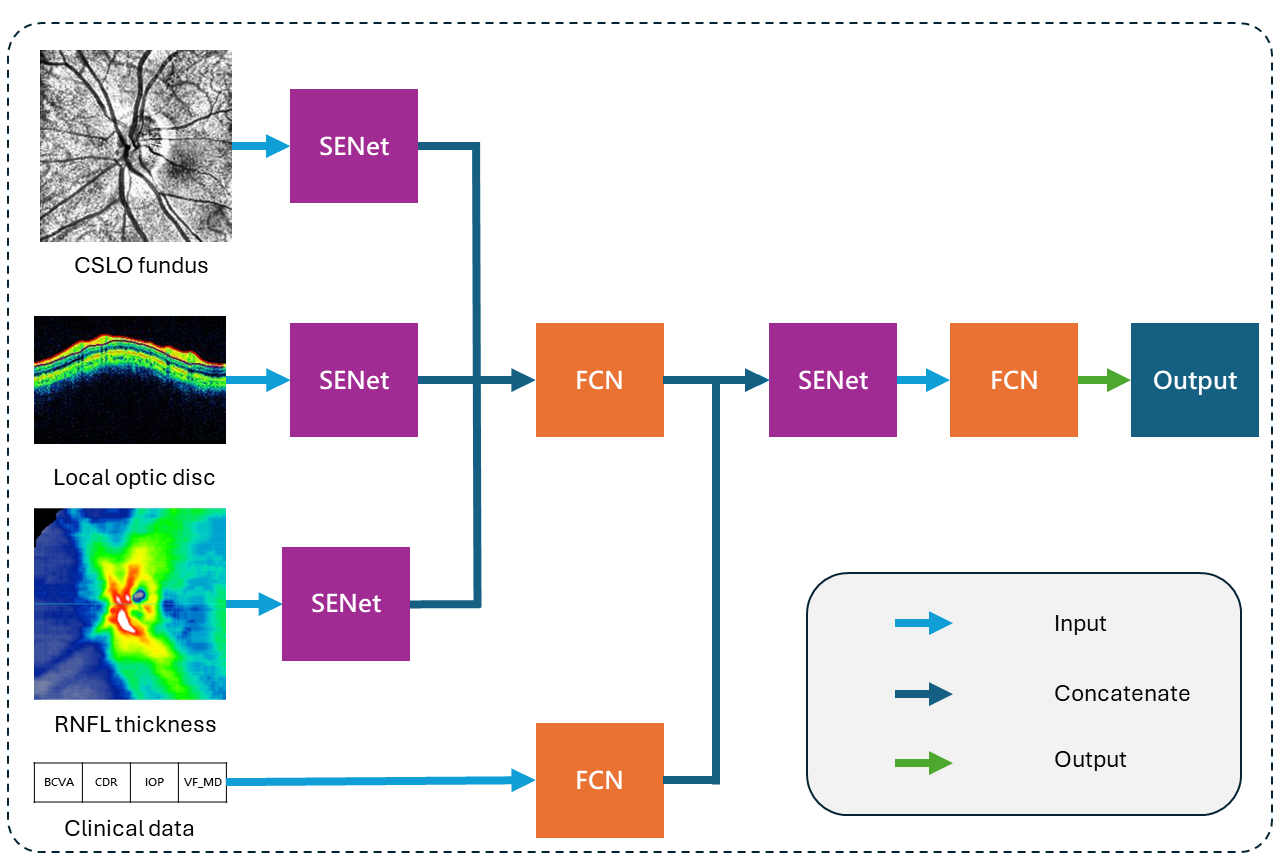 SENet
CSLO fundus
SENet
FCN
SENet
FCN
Output
Local optic disc
SENet
RNFL thickness
Input
Concatenate
Output
BCVA CDR IOP VF_MD
FCN
Clinical data